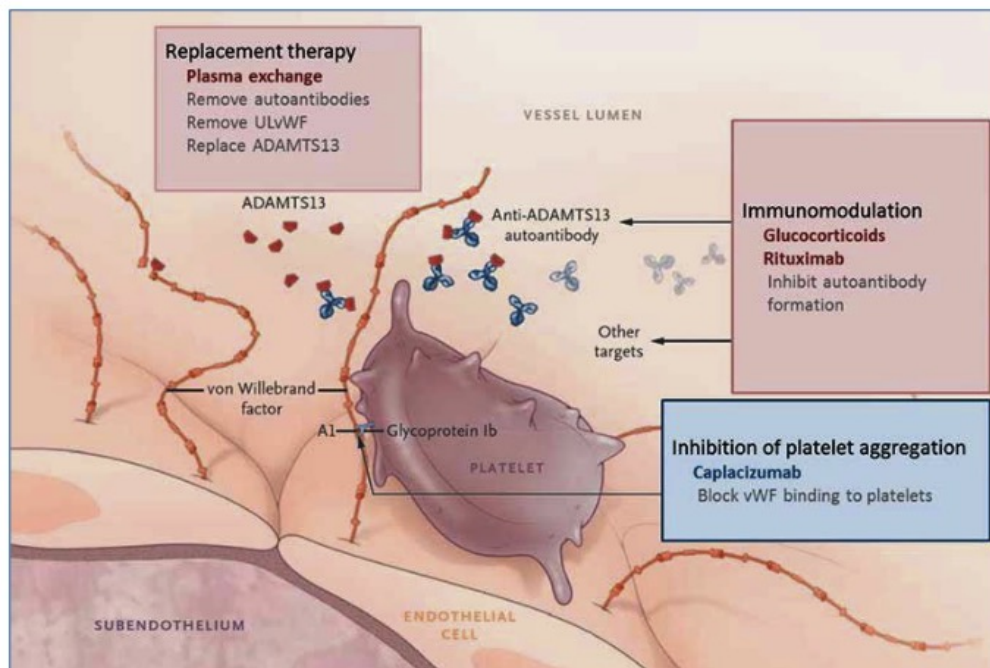 Replacement therapy
Plasma exchange
Remove autoantibodies
Remove ULvWF
Replace ADAMTS13
VESSEL LUMEN
ADAMTS13
Anti-ADAMTS13
autoantibody
Immunomodulation
Glucocorticoids
Rituximab
Inhibit autoantibody
formation
Other
targets
von Willebrand
factor
A1
Glycoprotein Ib
PLATELET
Inhibition of platelet aggregation
Caplacizumab
Block vWF binding to platelets
SUBENDOTHELIUM
ENDOTHELIAL
CELL